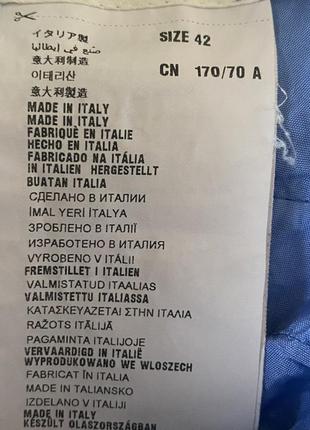 イタリア製
صنع في إيطاليا
意大利制造
이테리산
意大利製造
MADE IN ITALY
MADE IN ITALY
FABRIQUÉ EN ITALIE
HECHO EN ITALIA
FABRICADO NA ITÁLIA
IN ITALIEN HERGESTELLT
BUATAN ITALIA
СДЕЛАНО В ИТАЛИИ
İMAL YERİ İTALYA
ЗРОБЛЕНО В ІТАЛІЇ
ИЗРАБОТЕНО В ИТАЛИЯ
VYROBENO V ITÁLII
FREMSTILLET I ITALIEN
VALMISTATUD ITAALIAS
VALMISTETTU ITALIASSA
ΚΑΤΑΣΚΕΥΑΖΕΤΑΙ ΣΤΗΝ ΙΤΑΛΙΑ
RAŽOTS ITĀLIJĀ
PAGAMINTA ITALIJOJE
VERVAARDIGD IN ITALIË
WYPRODUKOWANO WE WLOSZECH
FABRICAT ÎN ITALIA
MADE IN TALIANSKO
IZDELANO V ITALIJI
MADE IN ITALY
KÉSZÜLT OLASZORSZÁGBAN
SIZE 42
CN 170/70 A